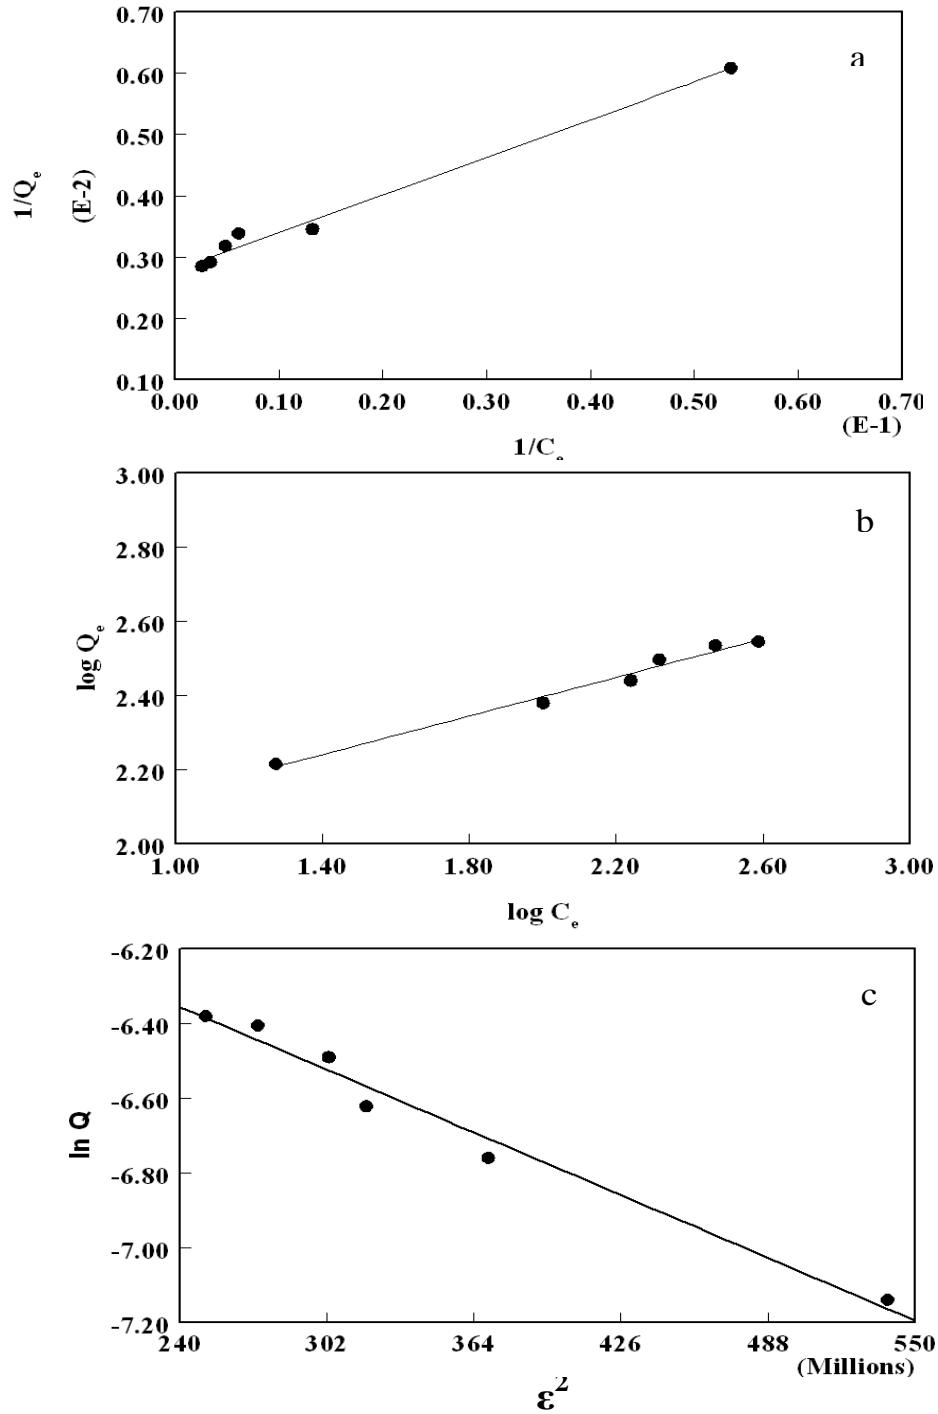 0.70
a
0.60
0.50
1/Qe (E-2)
0.40
0.30
0.20
0.10
0.00 0.10 0.20 0.30 0.40 0.50 0.60 0.70
(E-1)
1/Ce
3.00
b
2.80
2.60
log Qe
2.40
2.20
2.00
1.00 1.40 1.80 2.20 2.60 3.00
log Ce
-6.20
c
-6.40
-6.60
ln Q
-6.80
-7.00
-7.20
240 302 364 426 488 550
(Millions)
ε²